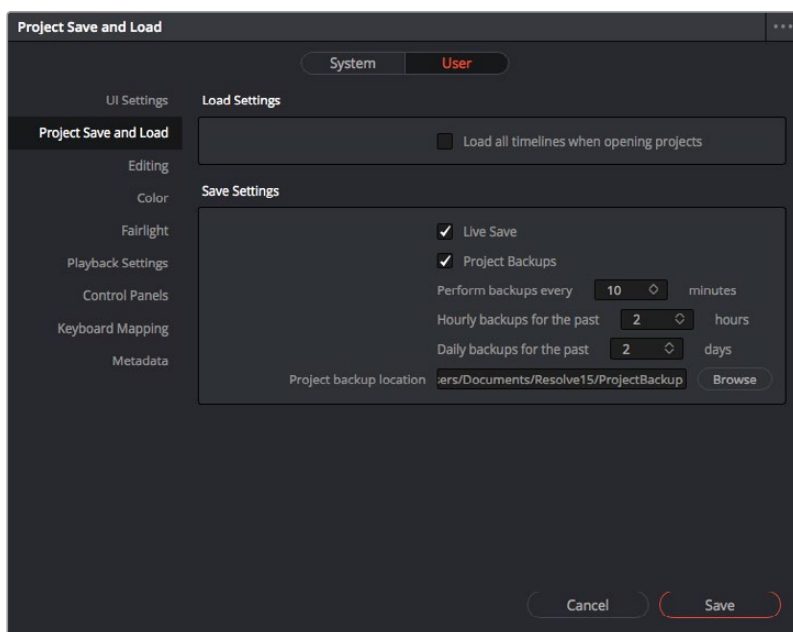 Project Save and Load
System User
UI Settings
Project Save and Load
Editing
Color
Fairlight
Playback Settings
Control Panels
Keyboard Mapping
Metadata
Load Settings
Load all timelines when opening projects
Save Settings
Live Save
Project Backups
Perform backups every 10 minutes
Hourly backups for the past 2 hours
Daily backups for the past 2 days
Project backup location ers/Documents/Resolve15/ProjectBackup Browse
Cancel Save